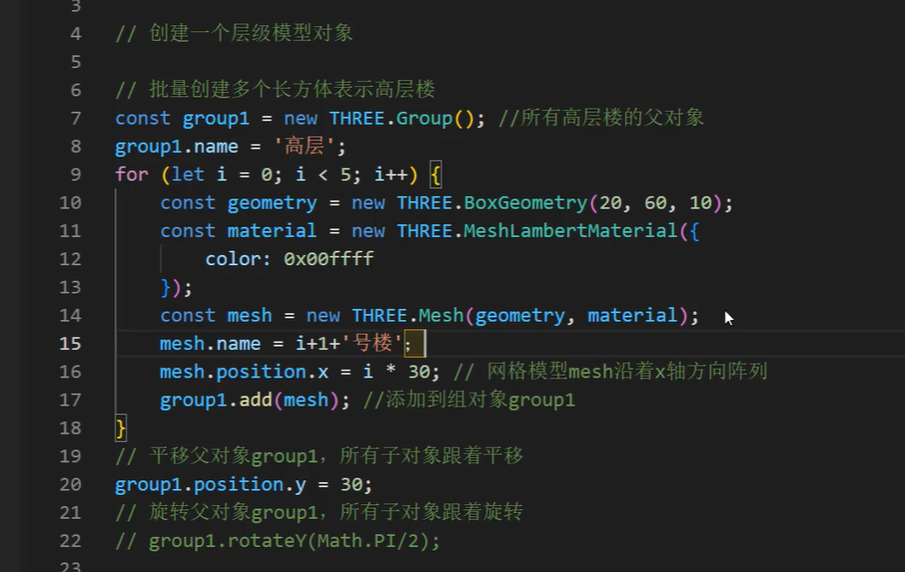 3
4 // 创建一个层级模型对象
5
6 // 批量创建多个长方体表示高层楼
7 const group1 = new THREE.Group(); //所有高层楼的父对象
8 group1.name = '高层';
9 for (let i = 0; i < 5; i++) {
10 const geometry = new THREE.BoxGeometry(20, 60, 10);
11 const material = new THREE.MeshLambertMaterial({
12 color: 0x00ffff
13 });
14 const mesh = new THREE.Mesh(geometry, material);
15 mesh.name = i+1+'号楼';
16 mesh.position.x = i * 30; // 网格模型mesh沿着x轴方向阵列
17 group1.add(mesh); //添加到组对象group1
18 }
19 // 平移父对象group1，所有子对象跟着平移
20 group1.position.y = 30;
21 // 旋转父对象group1，所有子对象跟着旋转
22 // group1.rotateY(Math.PI/2);
23